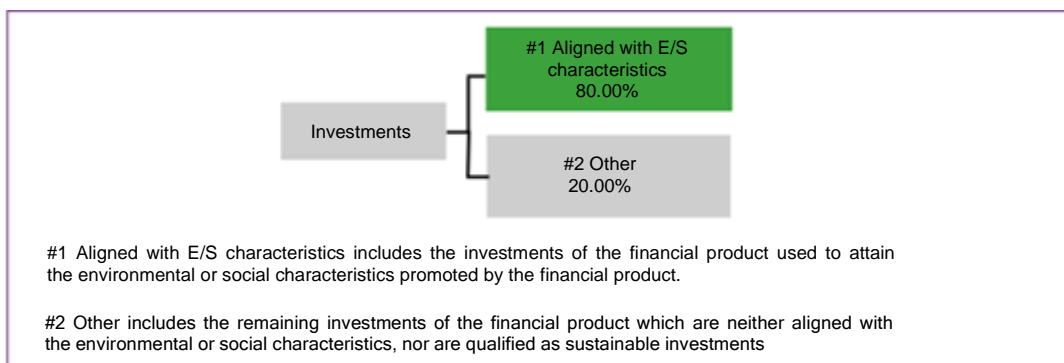 #1 Aligned with E/S
characteristics
80.00%
Investments
#2 Other
20.00%
#1 Aligned with E/S characteristics includes the investments of the financial product used to attain
the environmental or social characteristics promoted by the financial product.
#2 Other includes the remaining investments of the financial product which are neither aligned with
the environmental or social characteristics, nor are qualified as sustainable investments